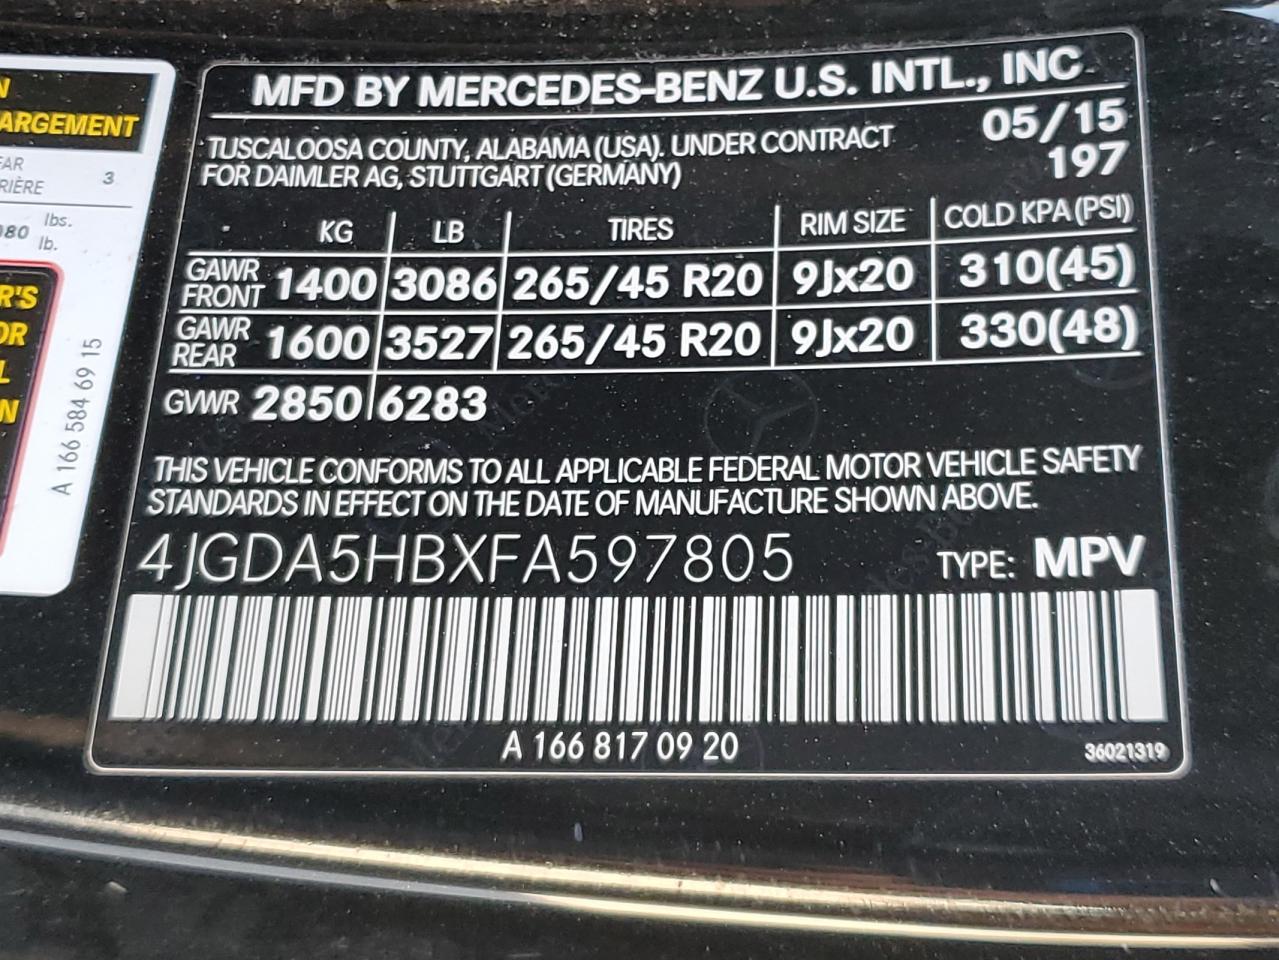 MFD BY MERCEDES-BENZ U.S. INTL., INC
05/15
TUSCALOOSA COUNTY, ALABAMA (USA). UNDER CONTRACT
197
FOR DAIMLER AG, STUTTGART (GERMANY)
KG LB TIRES RIM SIZE COLD KPA (PSI)
GAWR FRONT 1400 3086 265/45 R20 9Jx20 310(45)
GAWR REAR 1600 3527 265/45 R20 9Jx20 330(48)
GVWR 2850 6283
THIS VEHICLE CONFORMS TO ALL APPLICABLE FEDERAL MOTOR VEHICLE SAFETY
STANDARDS IN EFFECT ON THE DATE OF MANUFACTURE SHOWN ABOVE.
4JGDA5HBXFA597805 TYPE: MPV
A 166 817 09 20
36021319
ARGEMENT
3
lbs.
lb.
A 166 584 69 15